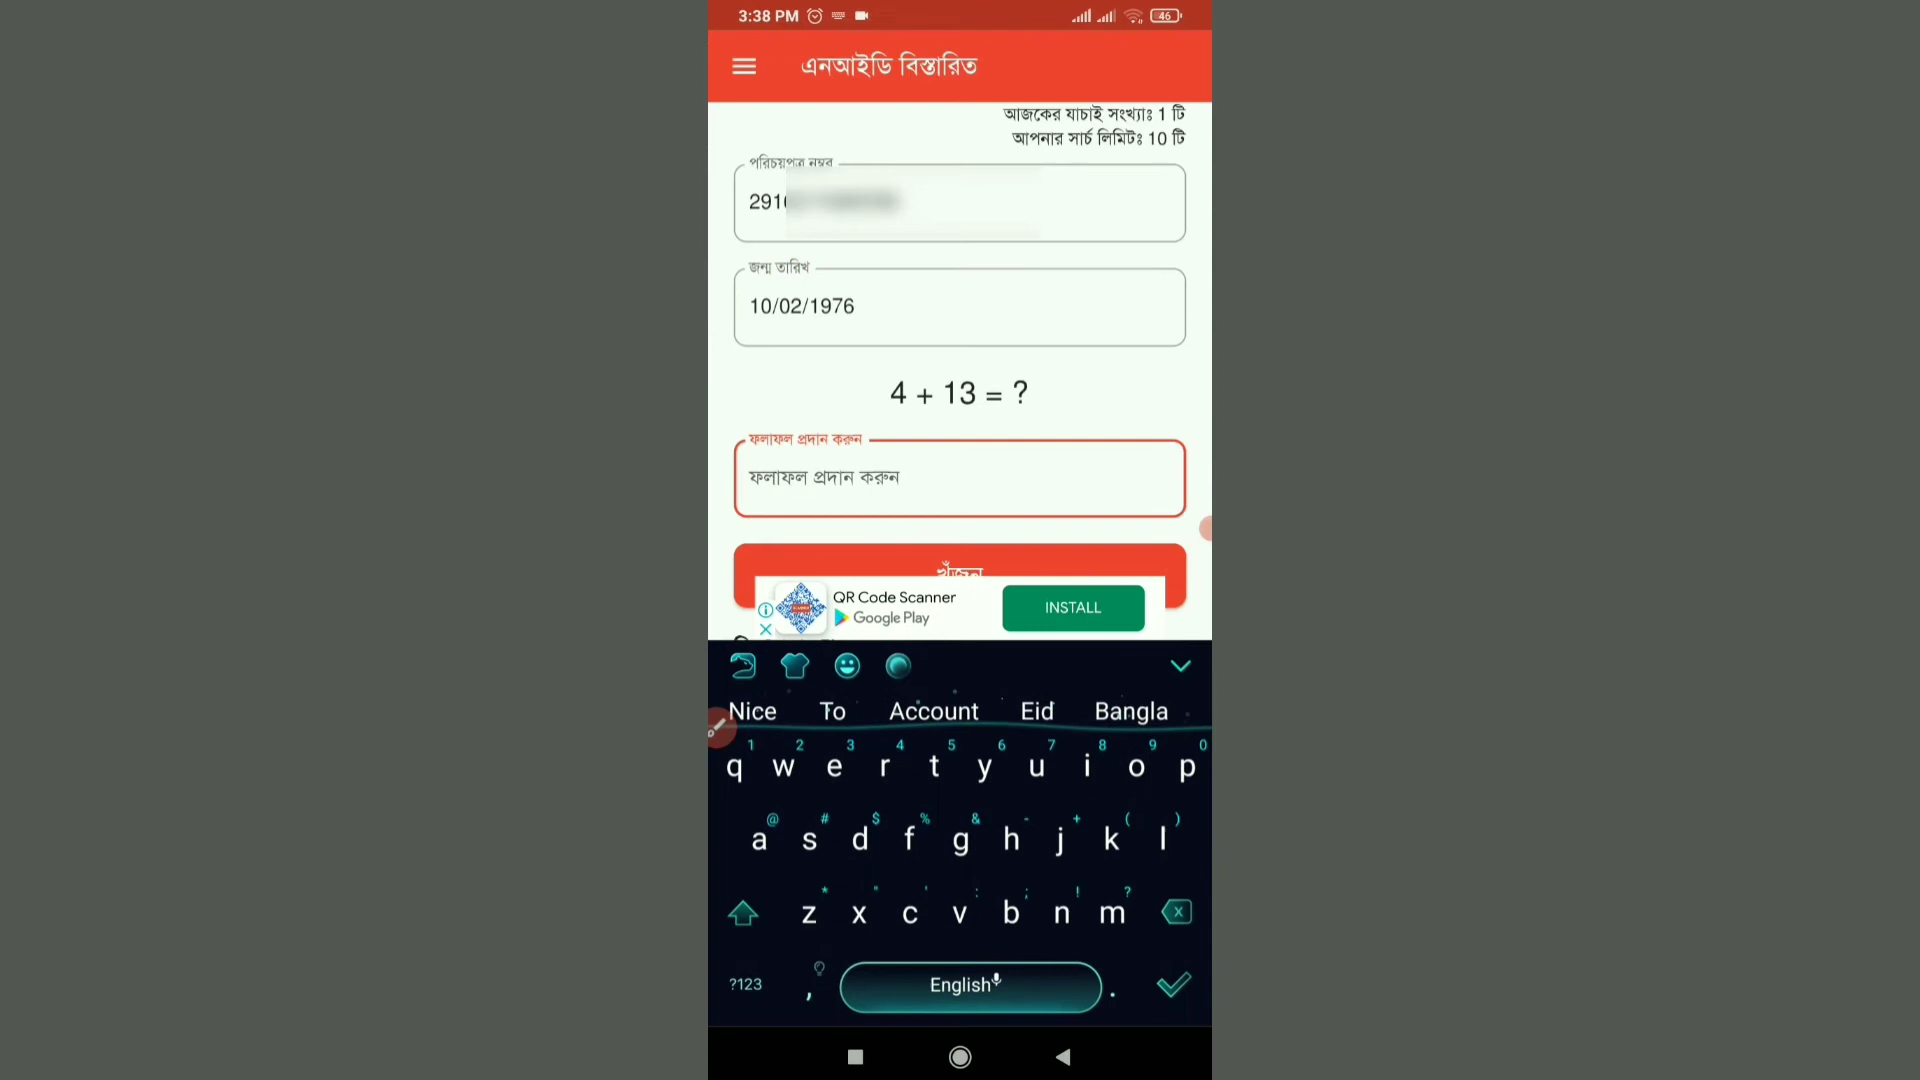 3:38 PM
46
এনআইডি বিস্তারিত
আজকের যাচাই সংখ্যাঃ 1 টি
আপনার সার্চ লিমিটঃ 10 টি
পরিচয়পত্র নম্বর
291
জন্ম তারিখ
10/02/1976
4 + 13 = ?
ফলাফল প্রদান করুন
ফলাফল প্রদান করুন
খুঁজুন
QR Code Scanner
Google Play
INSTALL
Nice To Account Eid Bangla
1 2 3 4 5 6 7 8 9 0
q w e r t y u i o p
@ # $ % & - + ( )
a s d f g h j k l
* " ' : ; ! ?
z x c v b n m
?123 , English .